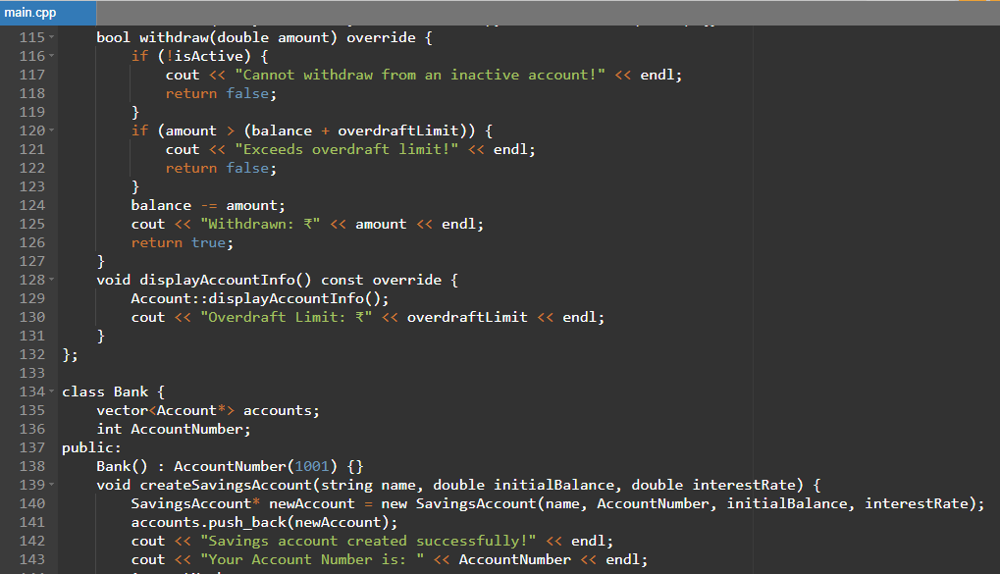 main.cpp
115 bool withdraw(double amount) override {
116 if (!isActive) {
117 cout << "Cannot withdraw from an inactive account!" << endl;
118 return false;
119 }
120 if (amount > (balance + overdraftLimit)) {
121 cout << "Exceeds overdraft limit!" << endl;
122 return false;
123 }
124 balance -= amount;
125 cout << "Withdrawn: ₹" << amount << endl;
126 return true;
127 }
128 void displayAccountInfo() const override {
129 Account::displayAccountInfo();
130 cout << "Overdraft Limit: ₹" << overdraftLimit << endl;
131 }
132 };
133
134 class Bank {
135 vector<Account*> accounts;
136 int AccountNumber;
137 public:
138 Bank() : AccountNumber(1001) {}
139 void createSavingsAccount(string name, double initialBalance, double interestRate) {
140 SavingsAccount* newAccount = new SavingsAccount(name, AccountNumber, initialBalance, interestRate);
141 accounts.push_back(newAccount);
142 cout << "Savings account created successfully!" << endl;
143 cout << "Your Account Number is: " << AccountNumber << endl;